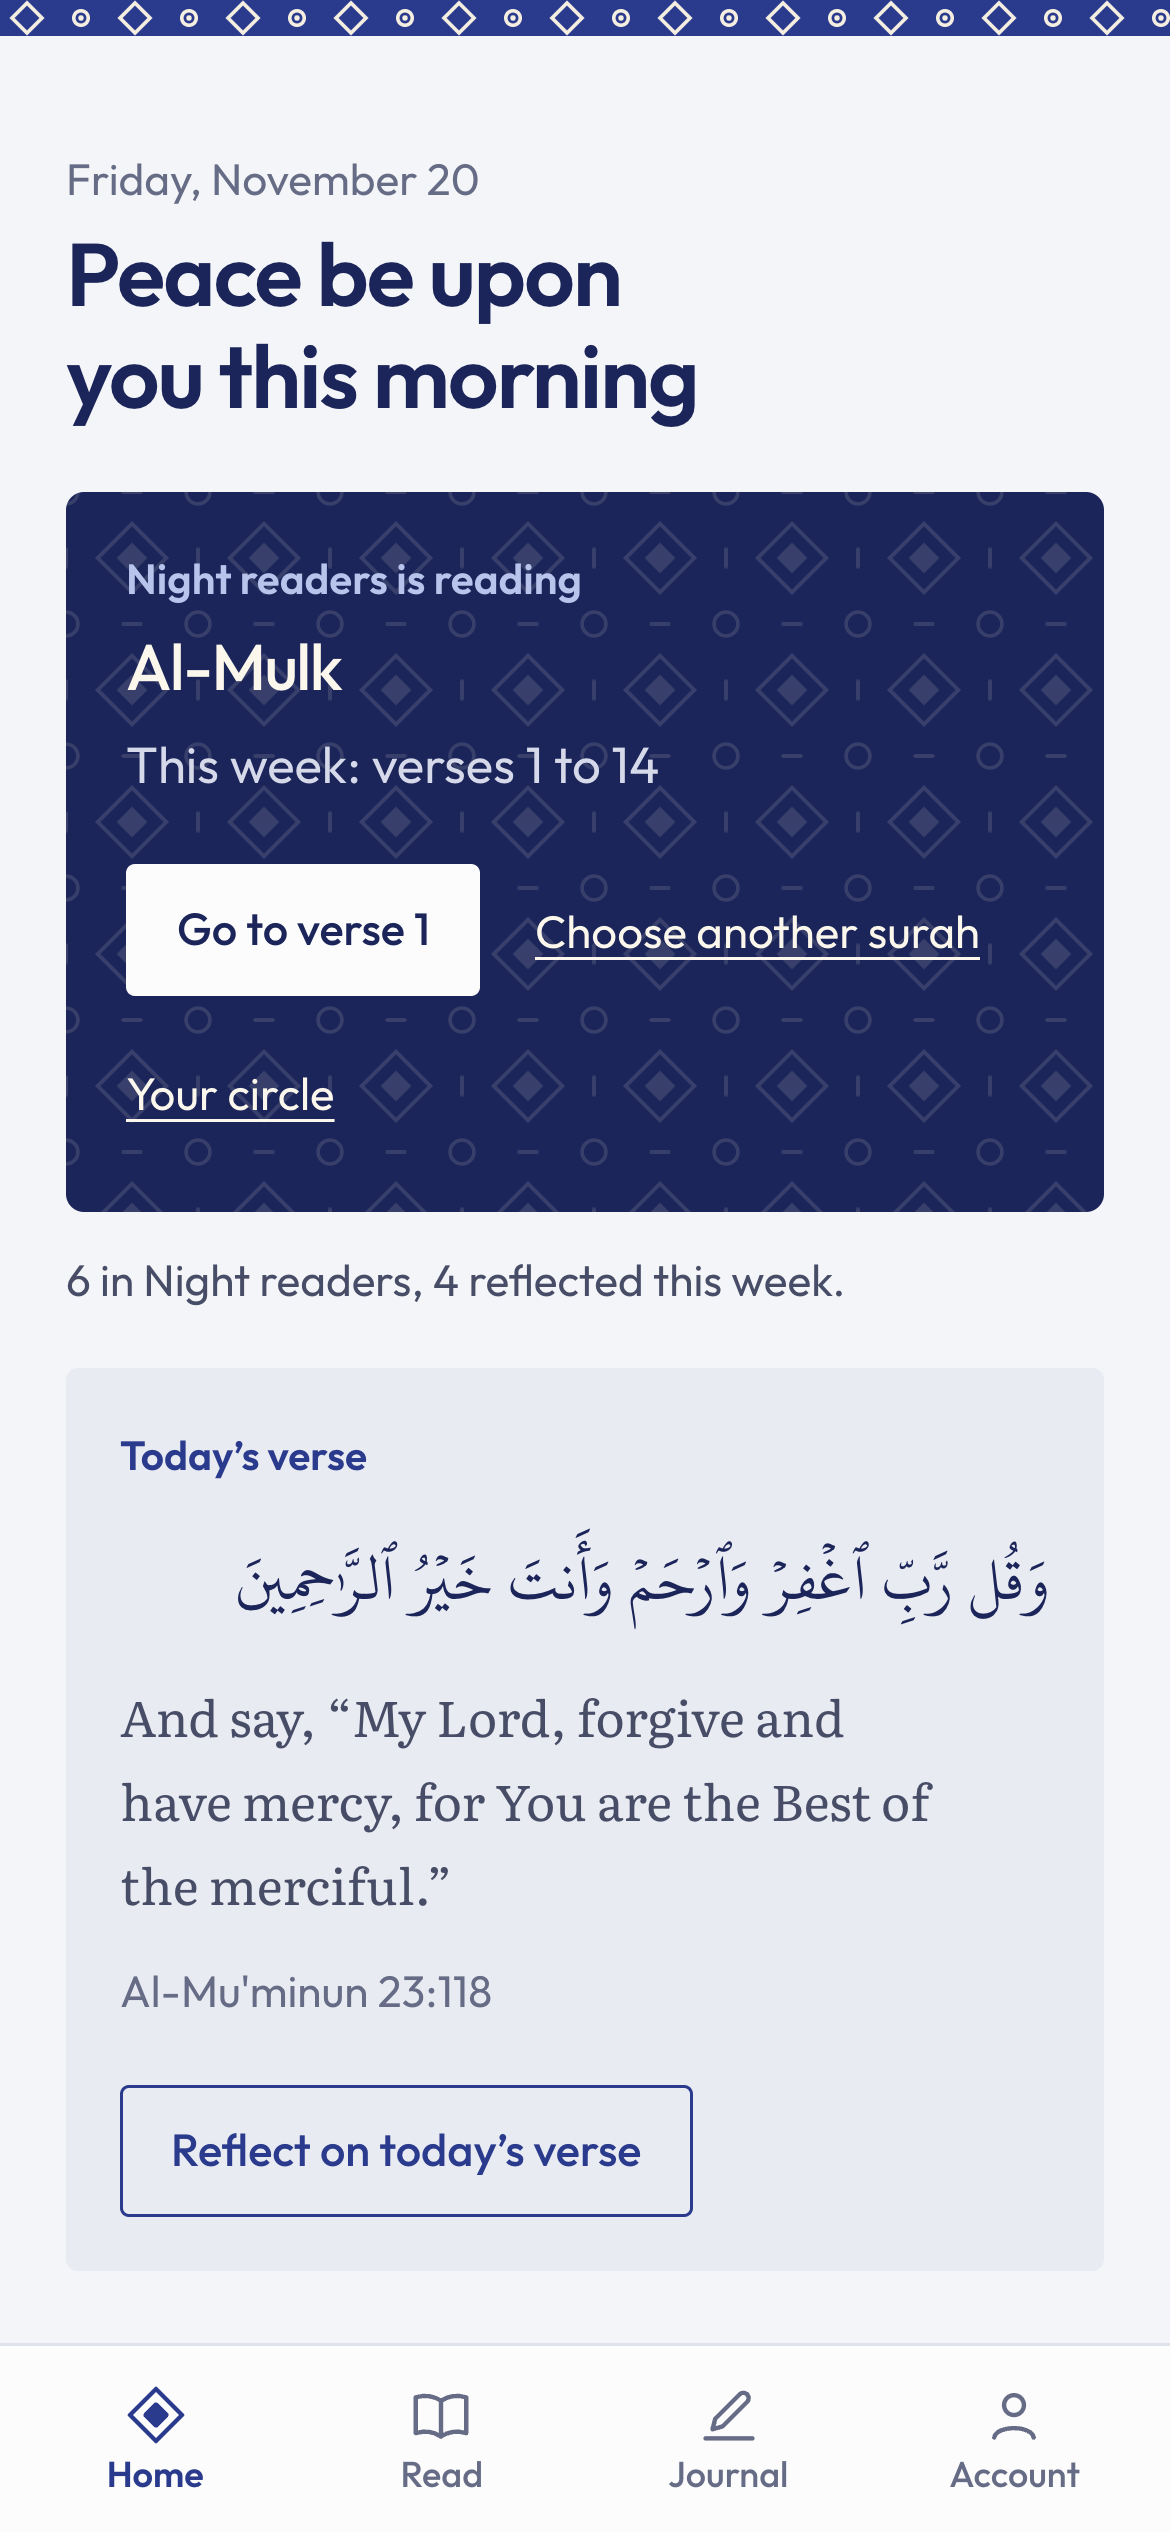 Friday, November 20
Peace be upon
you this morning
Night readers is reading
Al-Mulk
This week: verses 1 to 14
Go to verse 1
Choose another surah
Your circle
6 in Night readers, 4 reflected this week.
Today’s verse
وَقُل رَّبِّ ٱغْفِرْ وَٱرْحَمْ وَأَنتَ خَيْرُ ٱلرَّٰحِمِينَ
And say, “My Lord, forgive and
have mercy, for You are the Best of
the merciful.”
Al-Mu'minun 23:118
Reflect on today’s verse
Home
Read
Journal
Account